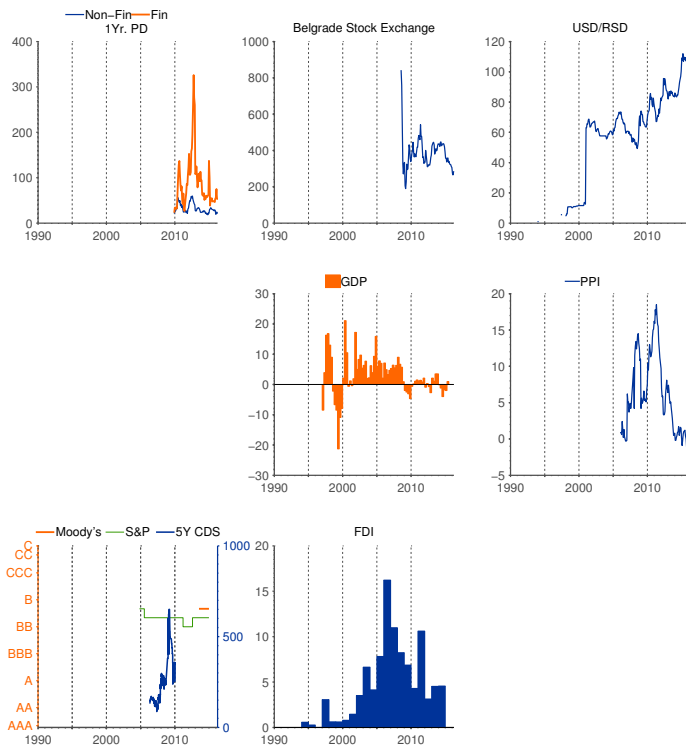 Non−Fin Fin
1Yr. PD
400
300
200
100
0
1990 2000 2010
Belgrade Stock Exchange
1000
800
600
400
200
0
1990 2000 2010
USD/RSD
120
100
80
60
40
20
0
1990 2000 2010
GDP
30
20
10
0
−10
−20
−30
1990 2000 2010
PPI
20
15
10
5
0
−5
1990 2000 2010
Moody's S&P 5Y CDS
C
CC
CCC
B
BB
BBB
A
AA
AAA
1000
500
0
1990 2000 2010
FDI
20
15
10
5
0
1990 2000 2010